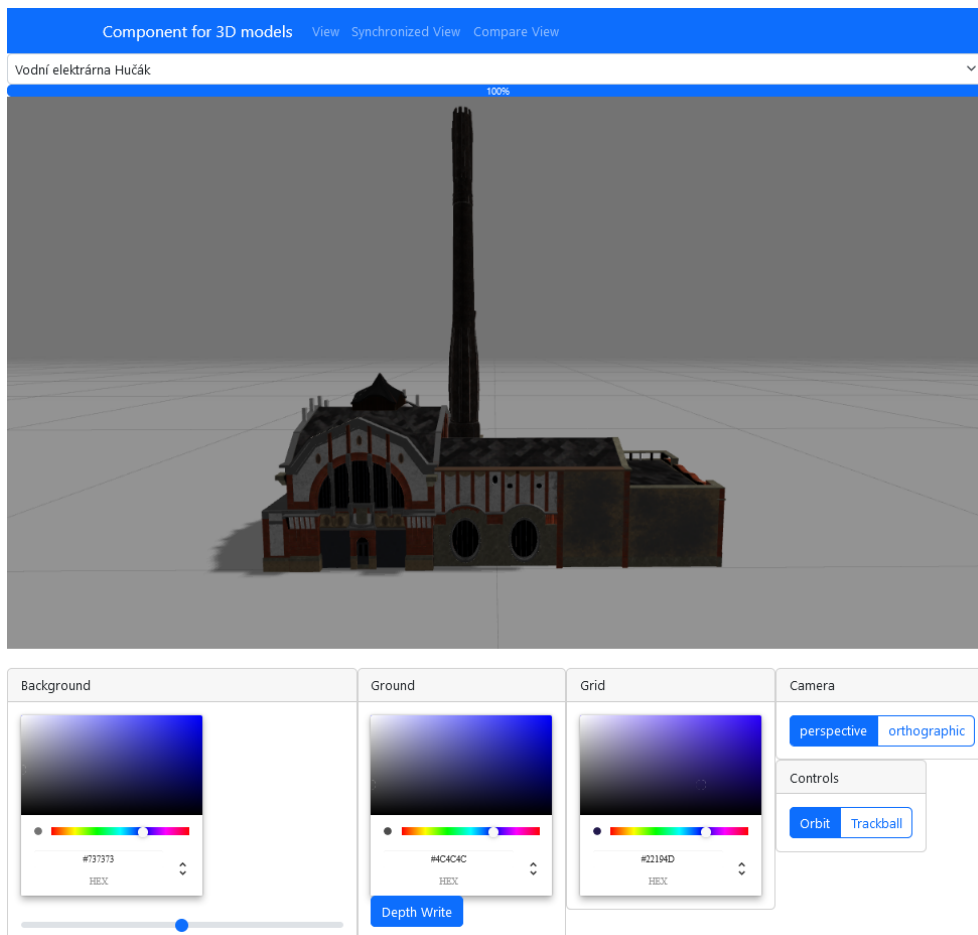 Component for 3D models View Synchronized View Compare View
Vodní elektrárna Hučák
100%
Background Ground Grid Camera
perspective orthographic
Controls
Orbit Trackball
#737373 #4C4C4C #22194D
HEX HEX HEX
Depth Write